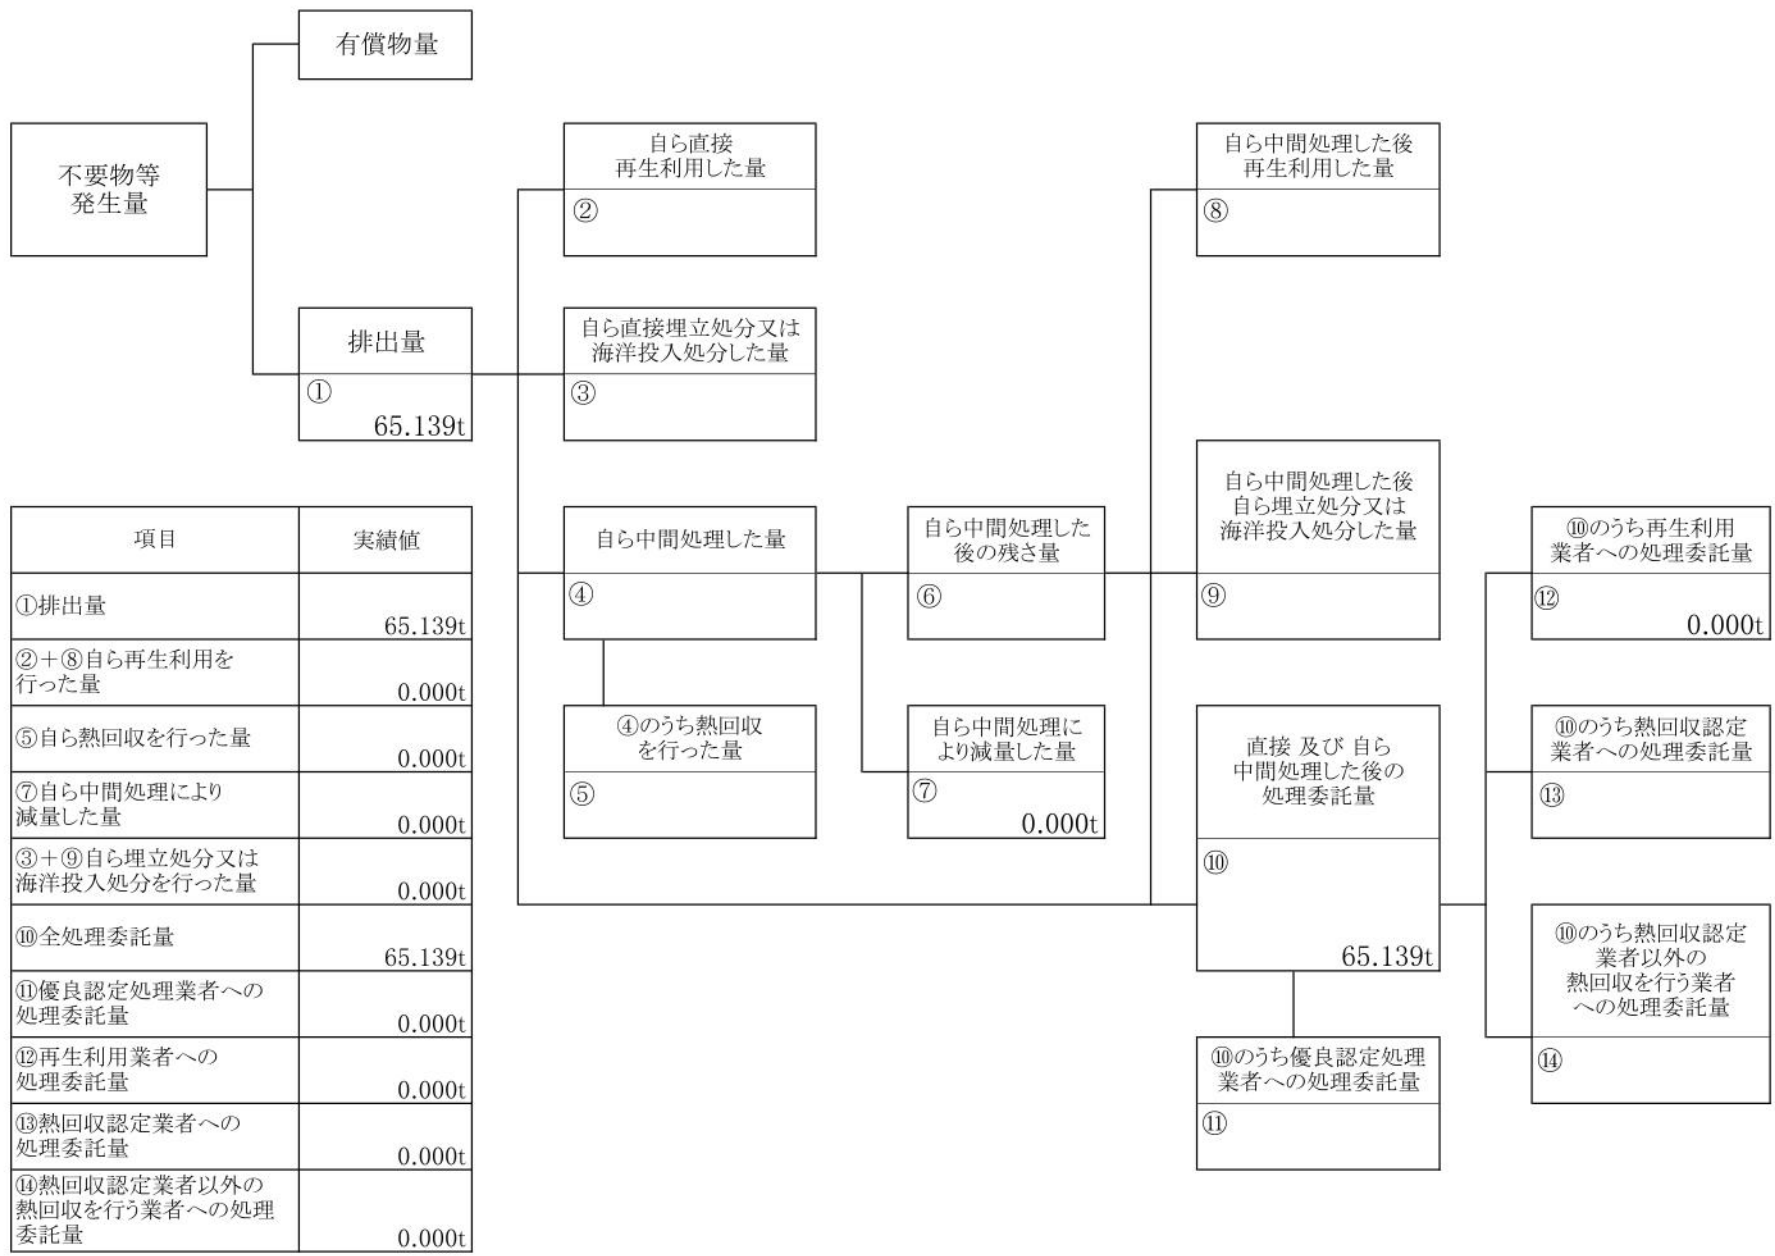 有償物量
不要物等
発生量
排出量
①
65.139t
自ら直接
再生利用した量
②
自ら直接埋立処分又は
海洋投入処分した量
③
自ら中間処理した量
④
④のうち熱回収
を行った量
⑤
自ら中間処理した
後の残さ量
⑥
自ら中間処理に
より減量した量
⑦
0.000t
自ら中間処理した後
再生利用した量
⑧
自ら中間処理した後
自ら埋立処分又は
海洋投入処分した量
⑨
直接 及び 自ら
中間処理した後の
処理委託量
⑩
65.139t
⑩のうち優良認定処理
業者への処理委託量
⑪
⑩のうち再生利用
業者への処理委託量
⑫
0.000t
⑩のうち熱回収認定
業者への処理委託量
⑬
⑩のうち熱回収認定
業者以外の
熱回収を行う業者
への処理委託量
⑭
項目 実績値
①排出量
65.139t
②+⑧自ら再生利用を
行った量
0.000t
⑤自ら熱回収を行った量
0.000t
⑦自ら中間処理により
減量した量
0.000t
③+⑨自ら埋立処分又は
海洋投入処分を行った量
0.000t
⑩全処理委託量
65.139t
⑪優良認定処理業者への
処理委託量
0.000t
⑫再生利用業者への
処理委託量
0.000t
⑬熱回収認定業者への
処理委託量
0.000t
⑭熱回収認定業者以外の
熱回収を行う業者への処理
委託量
0.000t